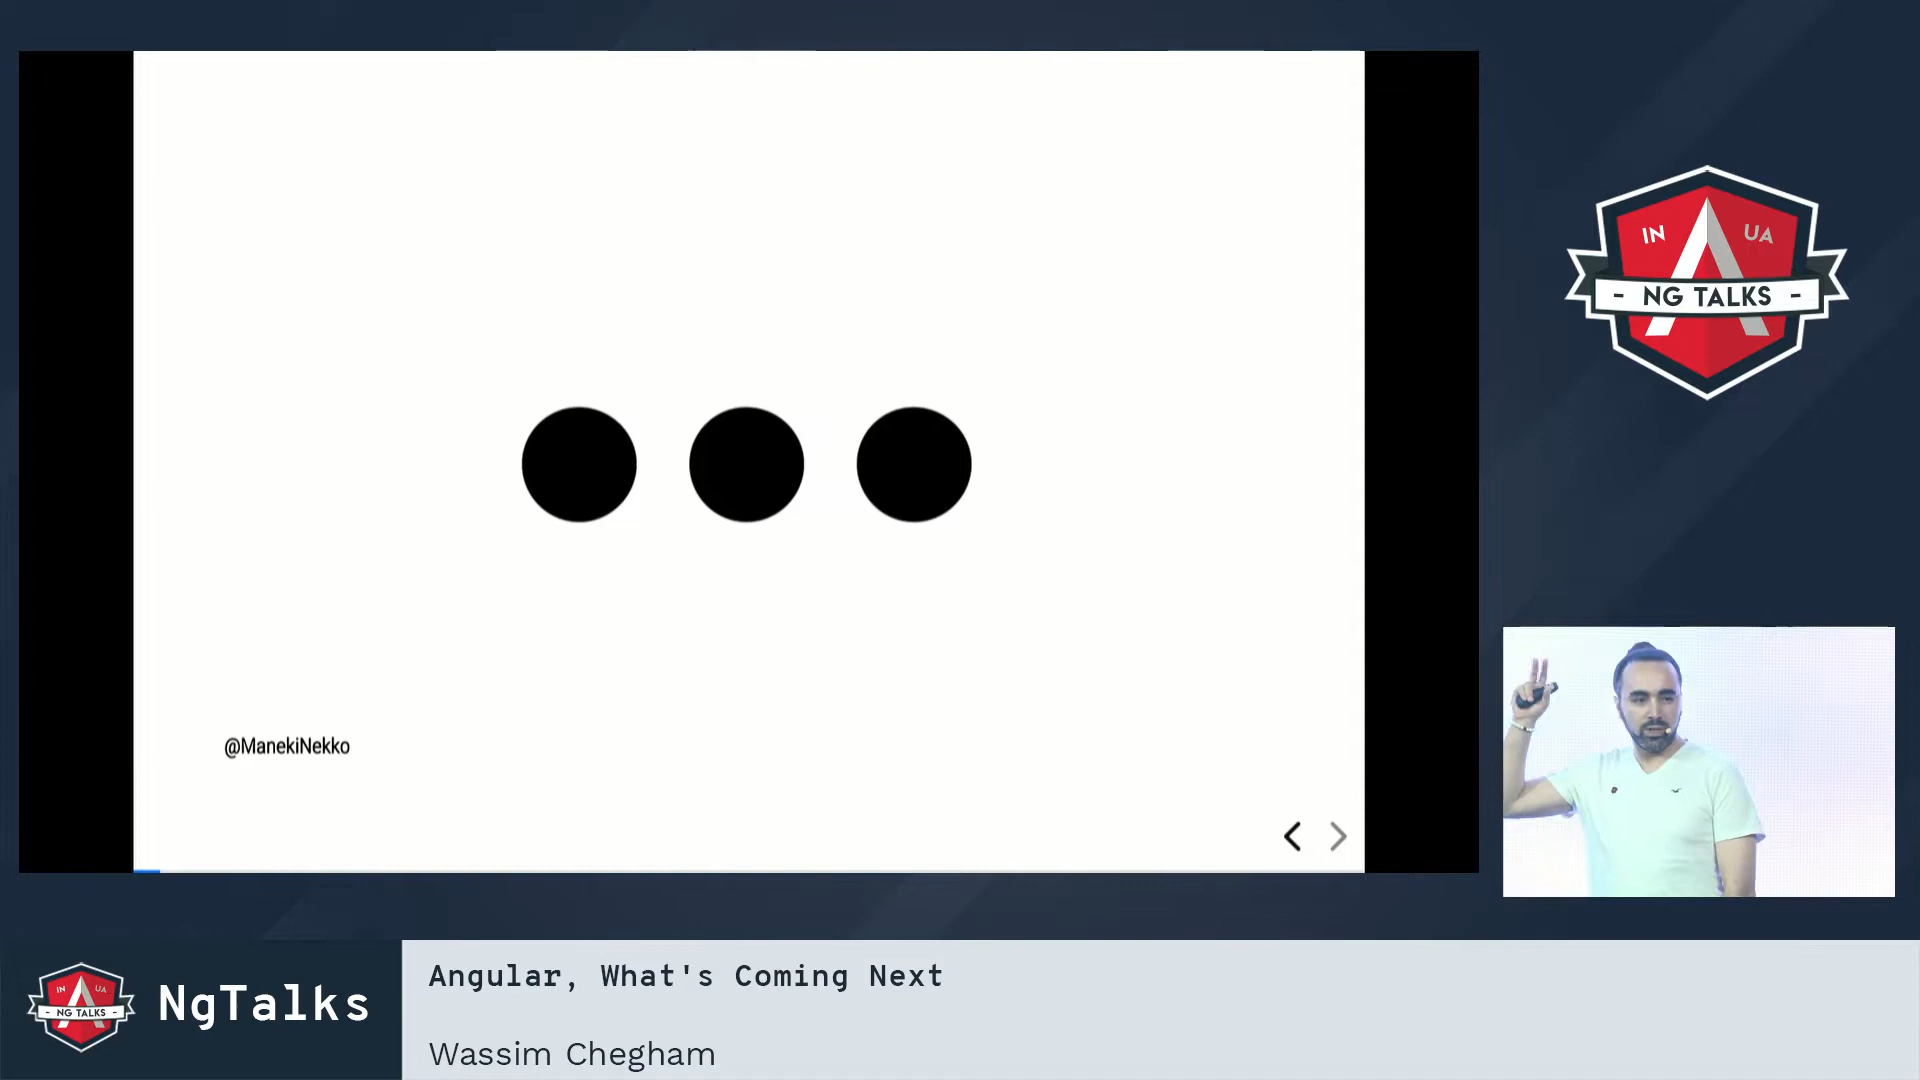 IN UA
- NG TALKS -
@ManekiNekko
IN UA
- NG TALKS -
NgTalks
Angular, What's Coming Next
Wassim Chegham